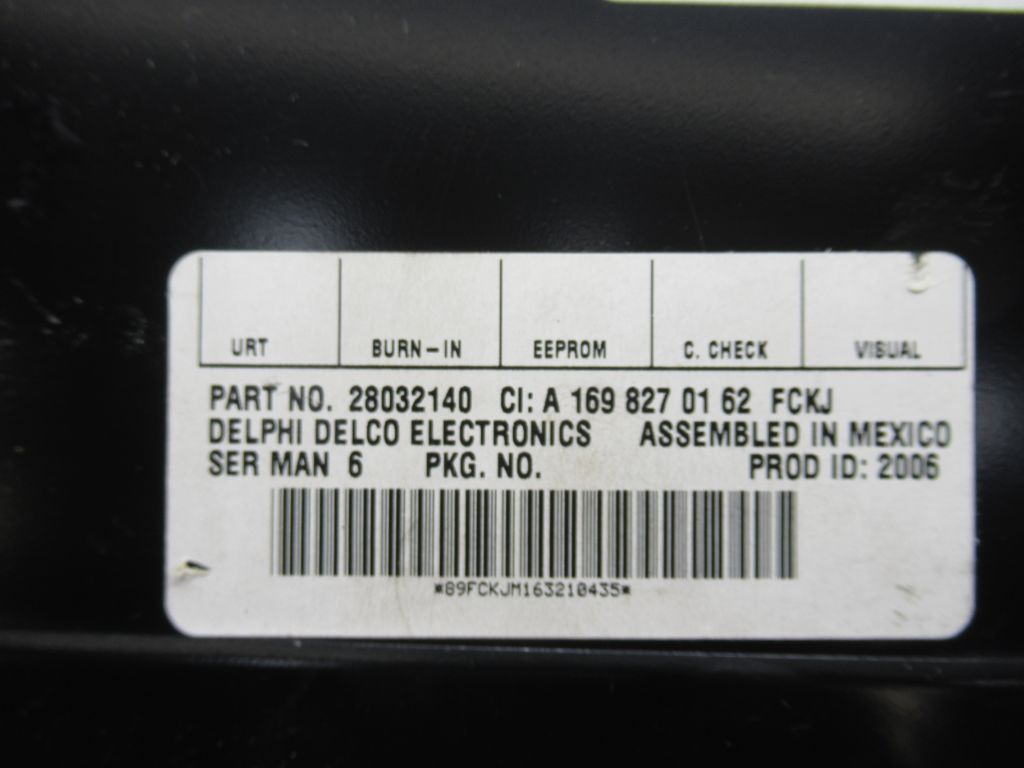 URT BURN-IN EEPROM C. CHECK VISUAL
PART NO. 28032140 CI: A 169 827 01 62 FCKJ
DELPHI DELCO ELECTRONICS ASSEMBLED IN MEXICO
SER MAN 6 PKG. NO. PROD ID: 2006
*89FCKJM163210435*